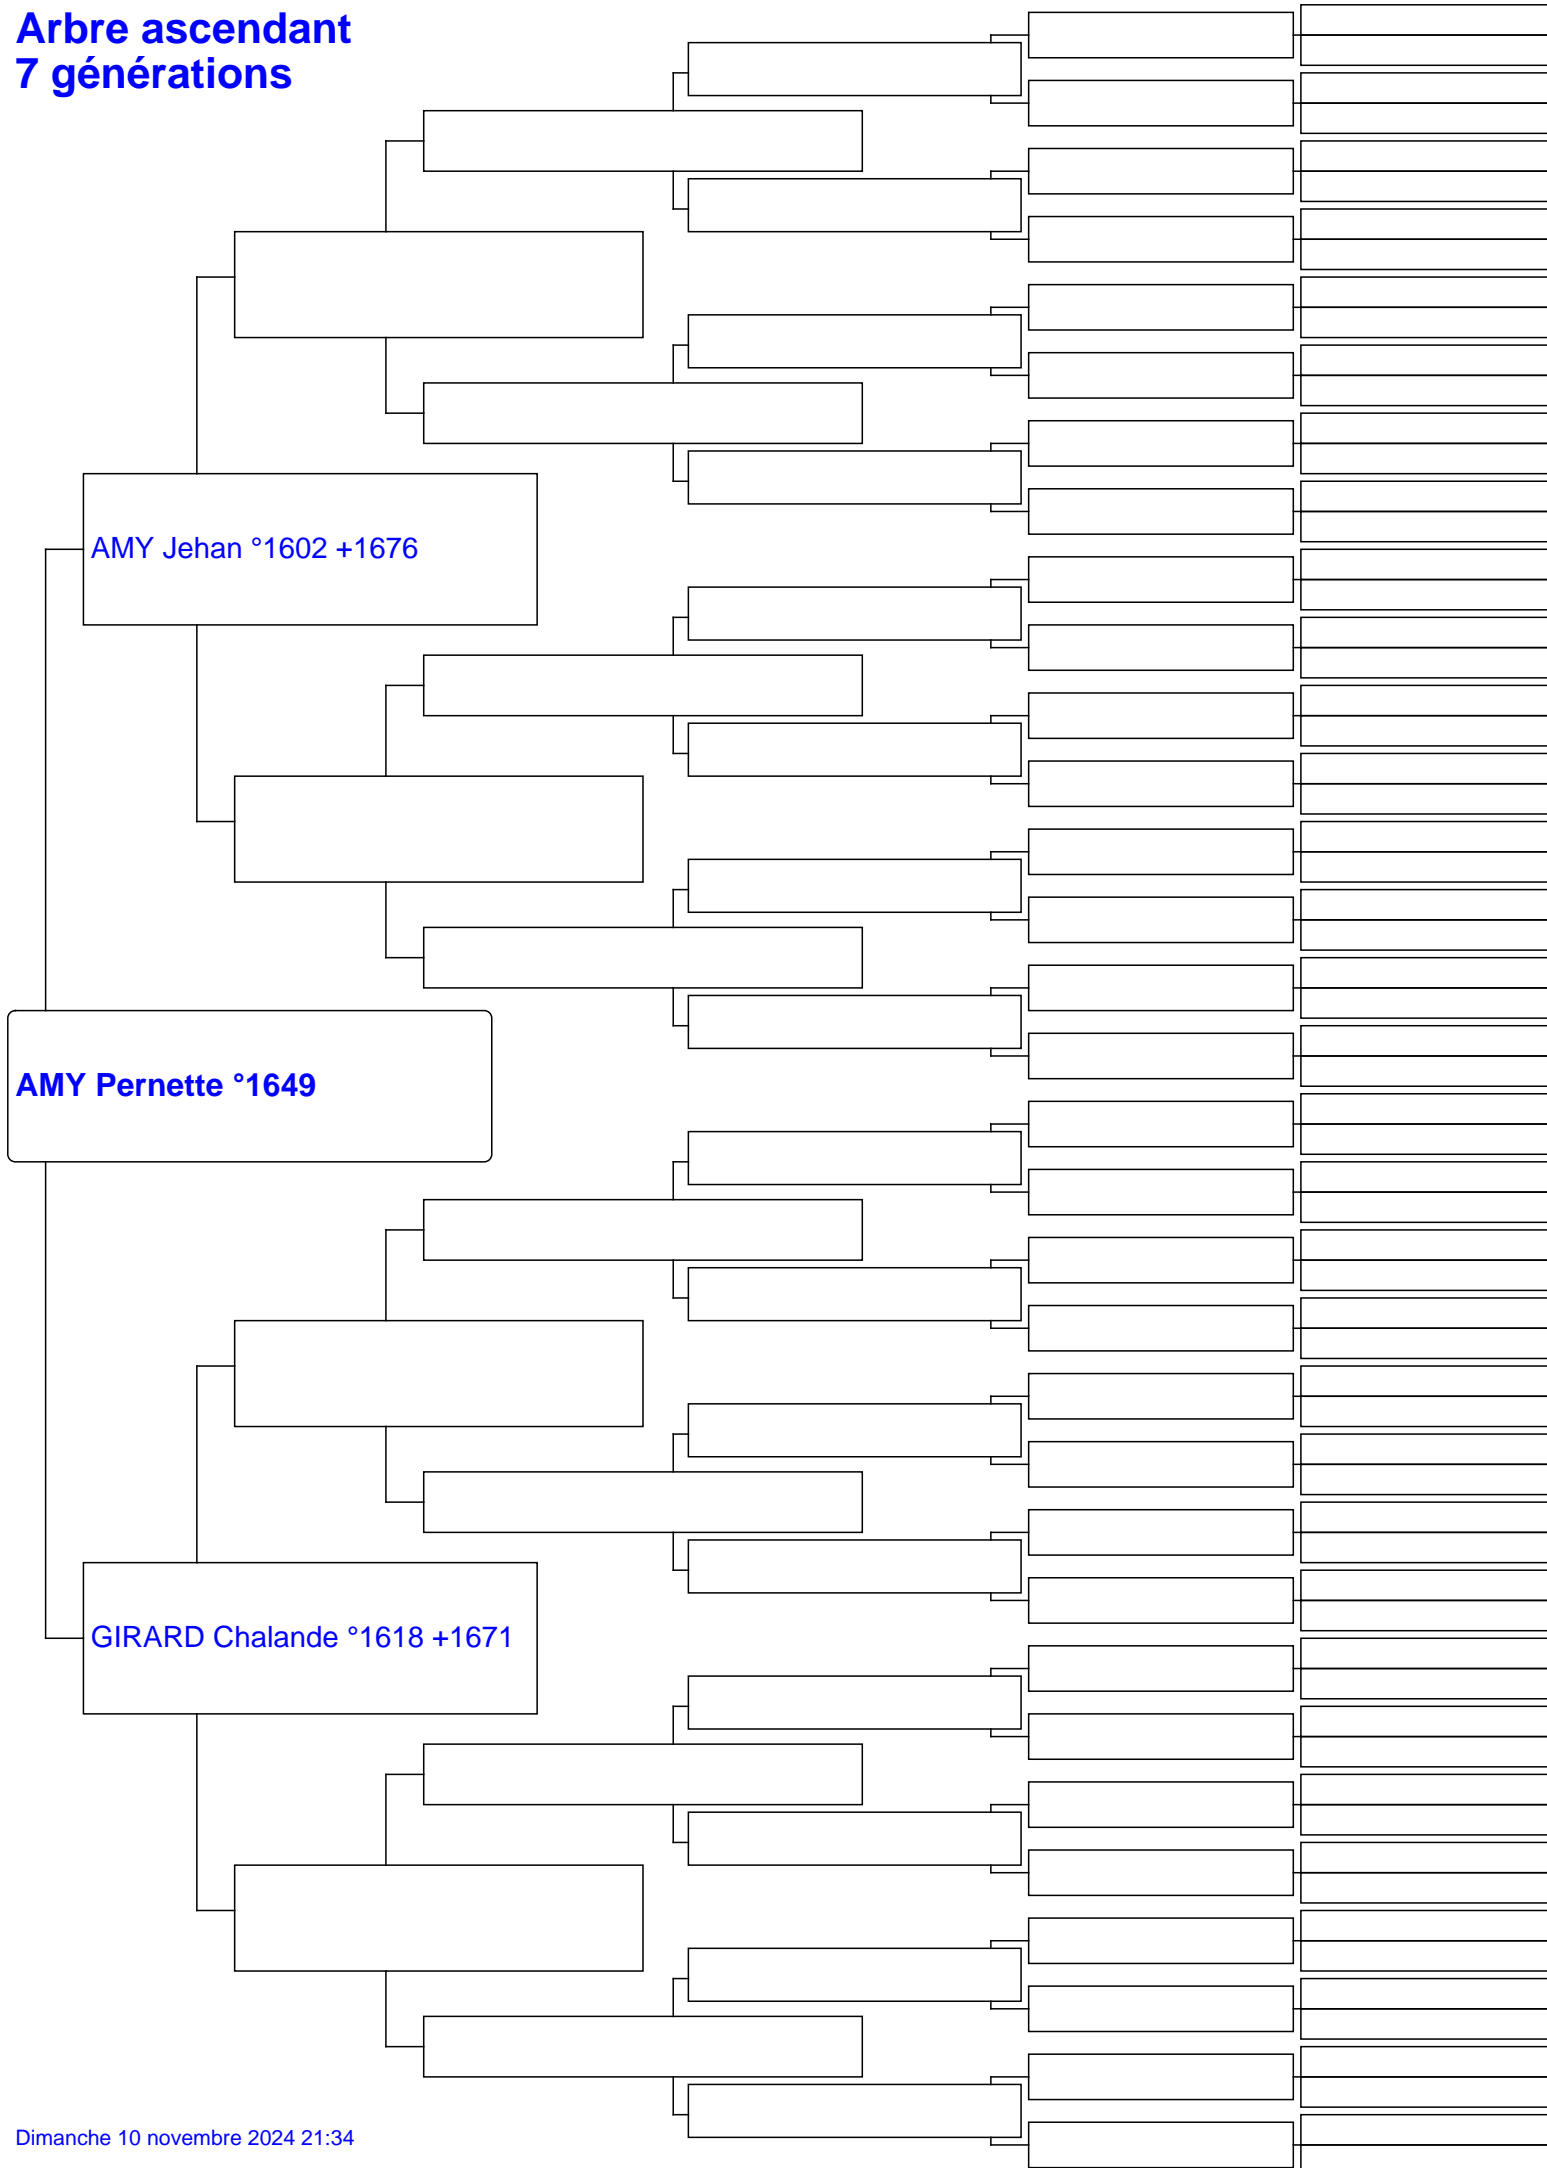 Arbre ascendant
7 générations
AMY Jehan °1602 +1676
AMY Pernette °1649
GIRARD Chalande °1618 +1671
Dimanche 10 novembre 2024 21:34